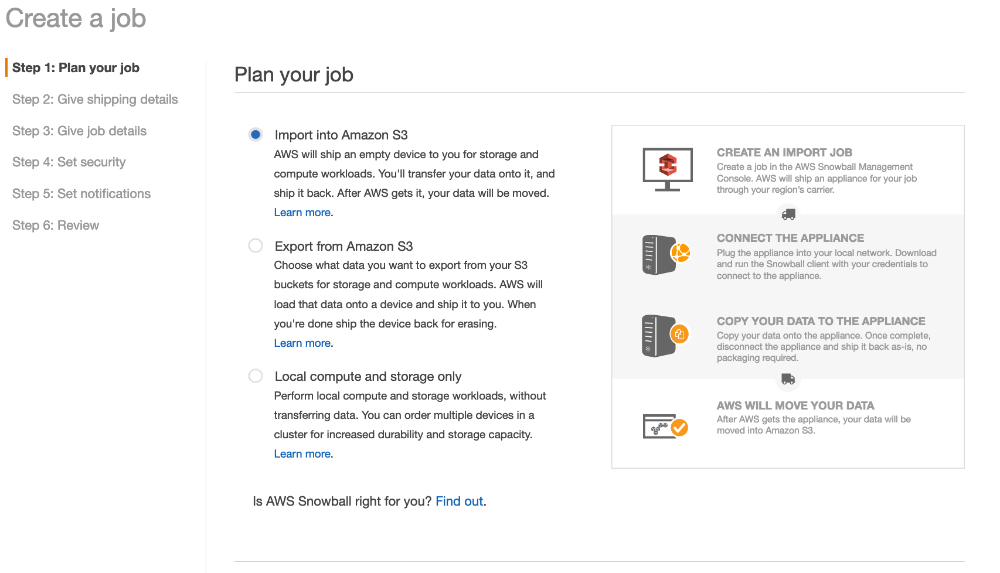 Create a job
Step 1: Plan your job
Step 2: Give shipping details
Step 3: Give job details
Step 4: Set security
Step 5: Set notifications
Step 6: Review
Plan your job
Import into Amazon S3
AWS will ship an empty device to you for storage and
compute workloads. You'll transfer your data onto it, and
ship it back. After AWS gets it, your data will be moved.
Learn more.
Export from Amazon S3
Choose what data you want to export from your S3
buckets for storage and compute workloads. AWS will
load that data onto a device and ship it to you. When
you're done ship the device back for erasing.
Learn more.
Local compute and storage only
Perform local compute and storage workloads, without
transferring data. You can order multiple devices in a
cluster for increased durability and storage capacity.
Learn more.
Is AWS Snowball right for you? Find out.
CREATE AN IMPORT JOB
Create a job in the AWS Snowball Management
Console. AWS will ship an appliance for your job
through your region’s carrier.
CONNECT THE APPLIANCE
Plug the appliance into your local network. Download
and run the Snowball client with your credentials to
connect to the appliance.
COPY YOUR DATA TO THE APPLIANCE
Copy your data onto the appliance. Once complete,
disconnect the appliance and ship it back as-is, no
packaging required.
AWS WILL MOVE YOUR DATA
After AWS gets the appliance, your data will be
moved into Amazon S3.